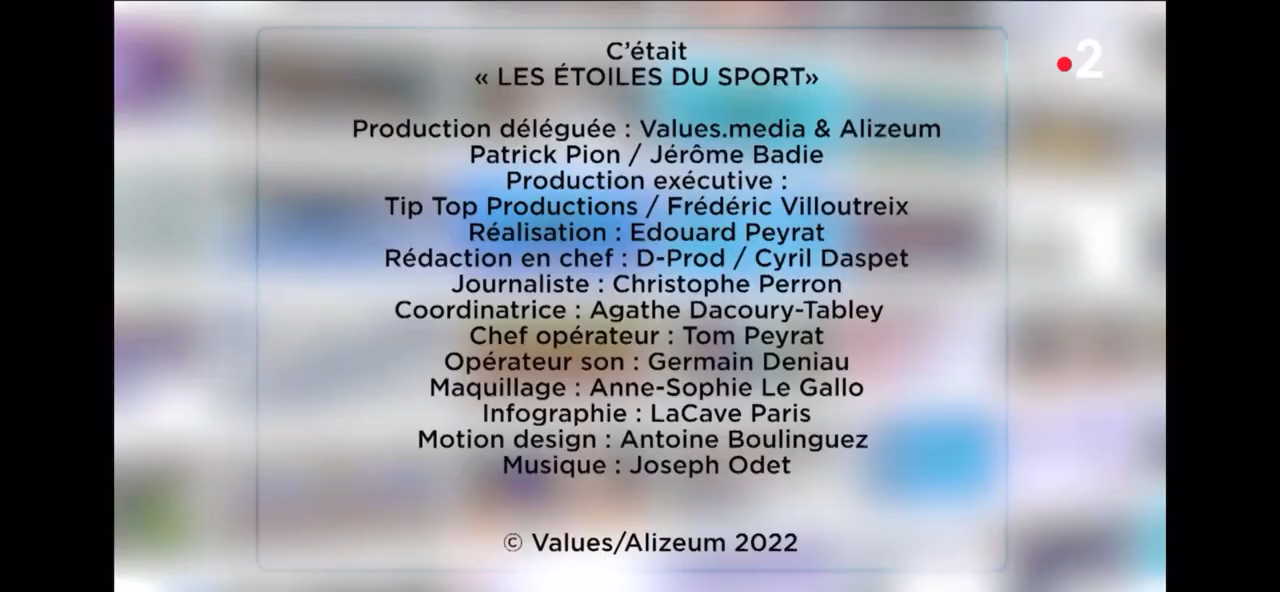 C'était
« LES ÉTOILES DU SPORT»
2
Production déléguée : Values.media & Alizeum
Patrick Pion / Jérôme Badie
Production exécutive :
Tip Top Productions / Frédéric Villoutreix
Réalisation : Edouard Peyrat
Rédaction en chef : D-Prod / Cyril Daspet
Journaliste : Christophe Perron
Coordinatrice : Agathe Dacoury-Tabley
Chef opérateur : Tom Peyrat
Opérateur son : Germain Deniau
Maquillage : Anne-Sophie Le Gallo
Infographie : LaCave Paris
Motion design : Antoine Boulinguez
Musique : Joseph Odet
© Values/Alizeum 2022